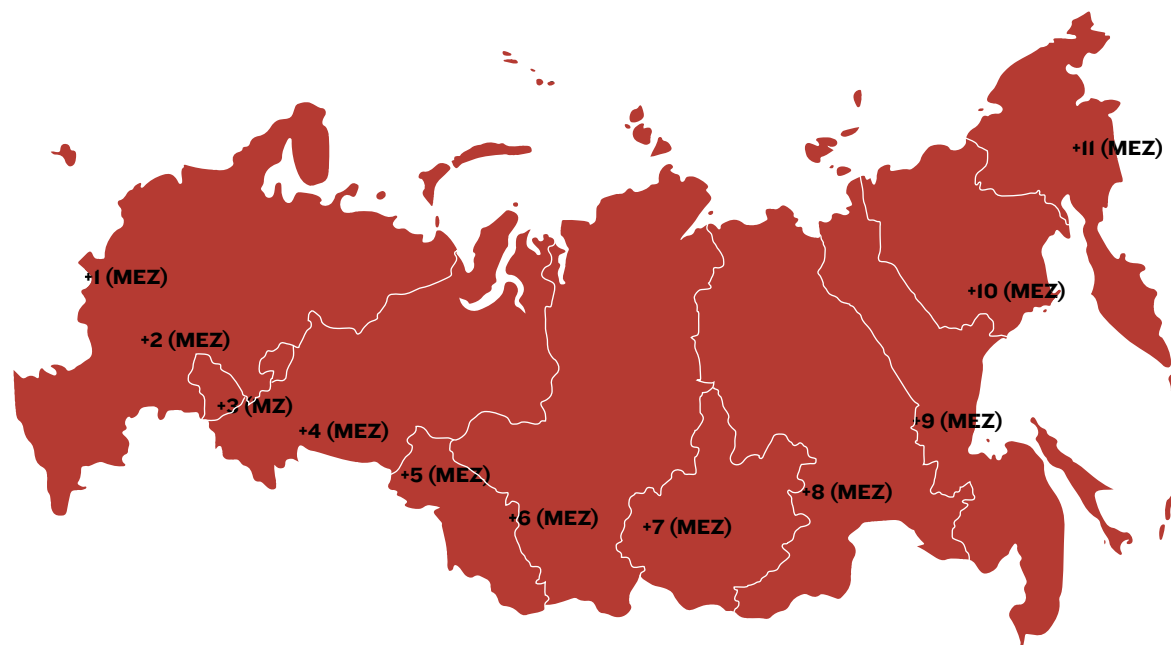 +11 (MEZ)
+1 (MEZ)
+10 (MEZ)
+2 (MEZ)
+3 (MZ)
+9 (MEZ)
+4 (MEZ)
+5 (MEZ)
+8 (MEZ)
+6 (MEZ)
+7 (MEZ)